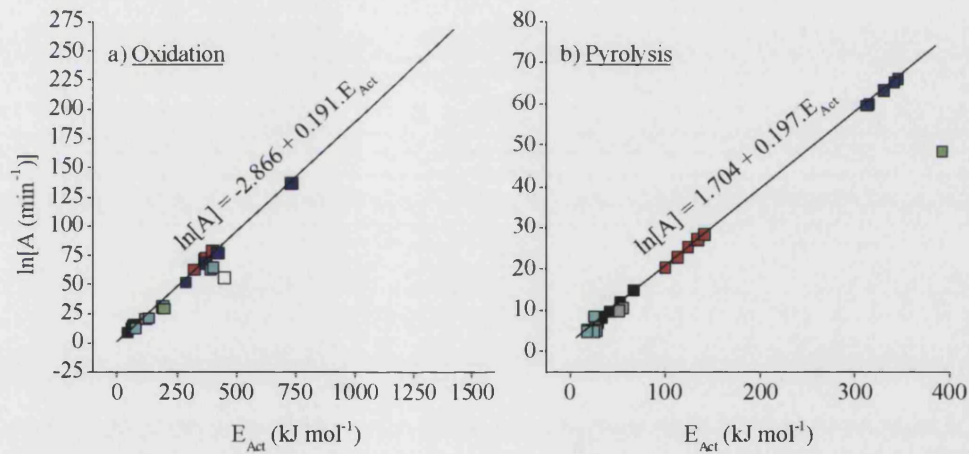 275
250
225
200
175
150
125
100
75
50
25
0
-25
ln[A (min⁻¹)]
a) Oxidation
ln[A] = -2.866 + 0.191.E_Act
0 250 500 750 1000 1250 1500
E_Act (kJ mol⁻¹)
80
70
60
50
40
30
20
10
0
b) Pyrolysis
ln[A] = 1.704 + 0.197.E_Act
0 100 200 300 400
E_Act (kJ mol⁻¹)